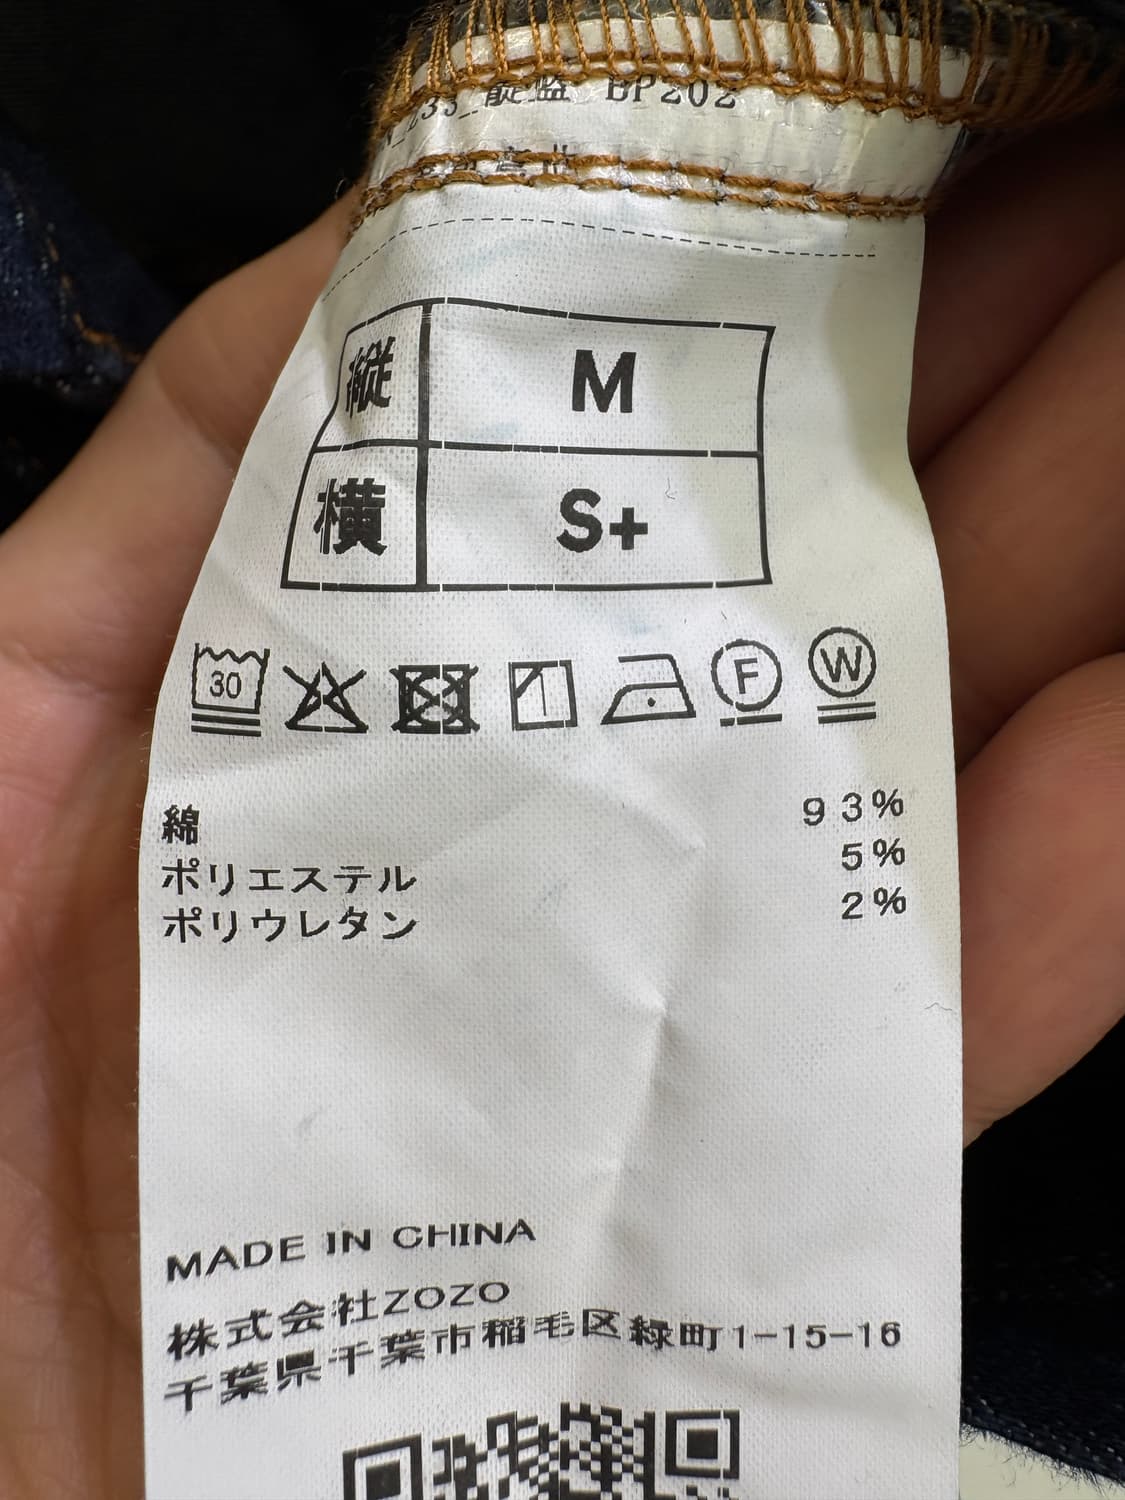 BP202
縦 M
横 S+
30 F W
綿 93%
ポリエステル 5%
ポリウレタン 2%
MADE IN CHINA
株式会社ZOZO
千葉県千葉市稲毛区緑町1-15-16